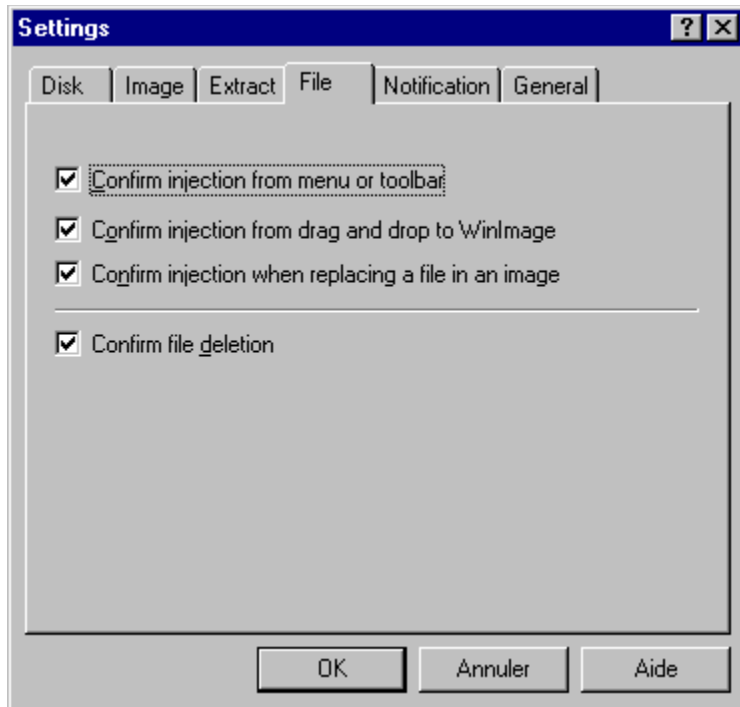 Settings
Disk Image Extract File Notification General
Confirm injection from menu or toolbar
Confirm injection from drag and drop to WinImage
Confirm injection when replacing a file in an image
Confirm file deletion
OK Annuler Aide